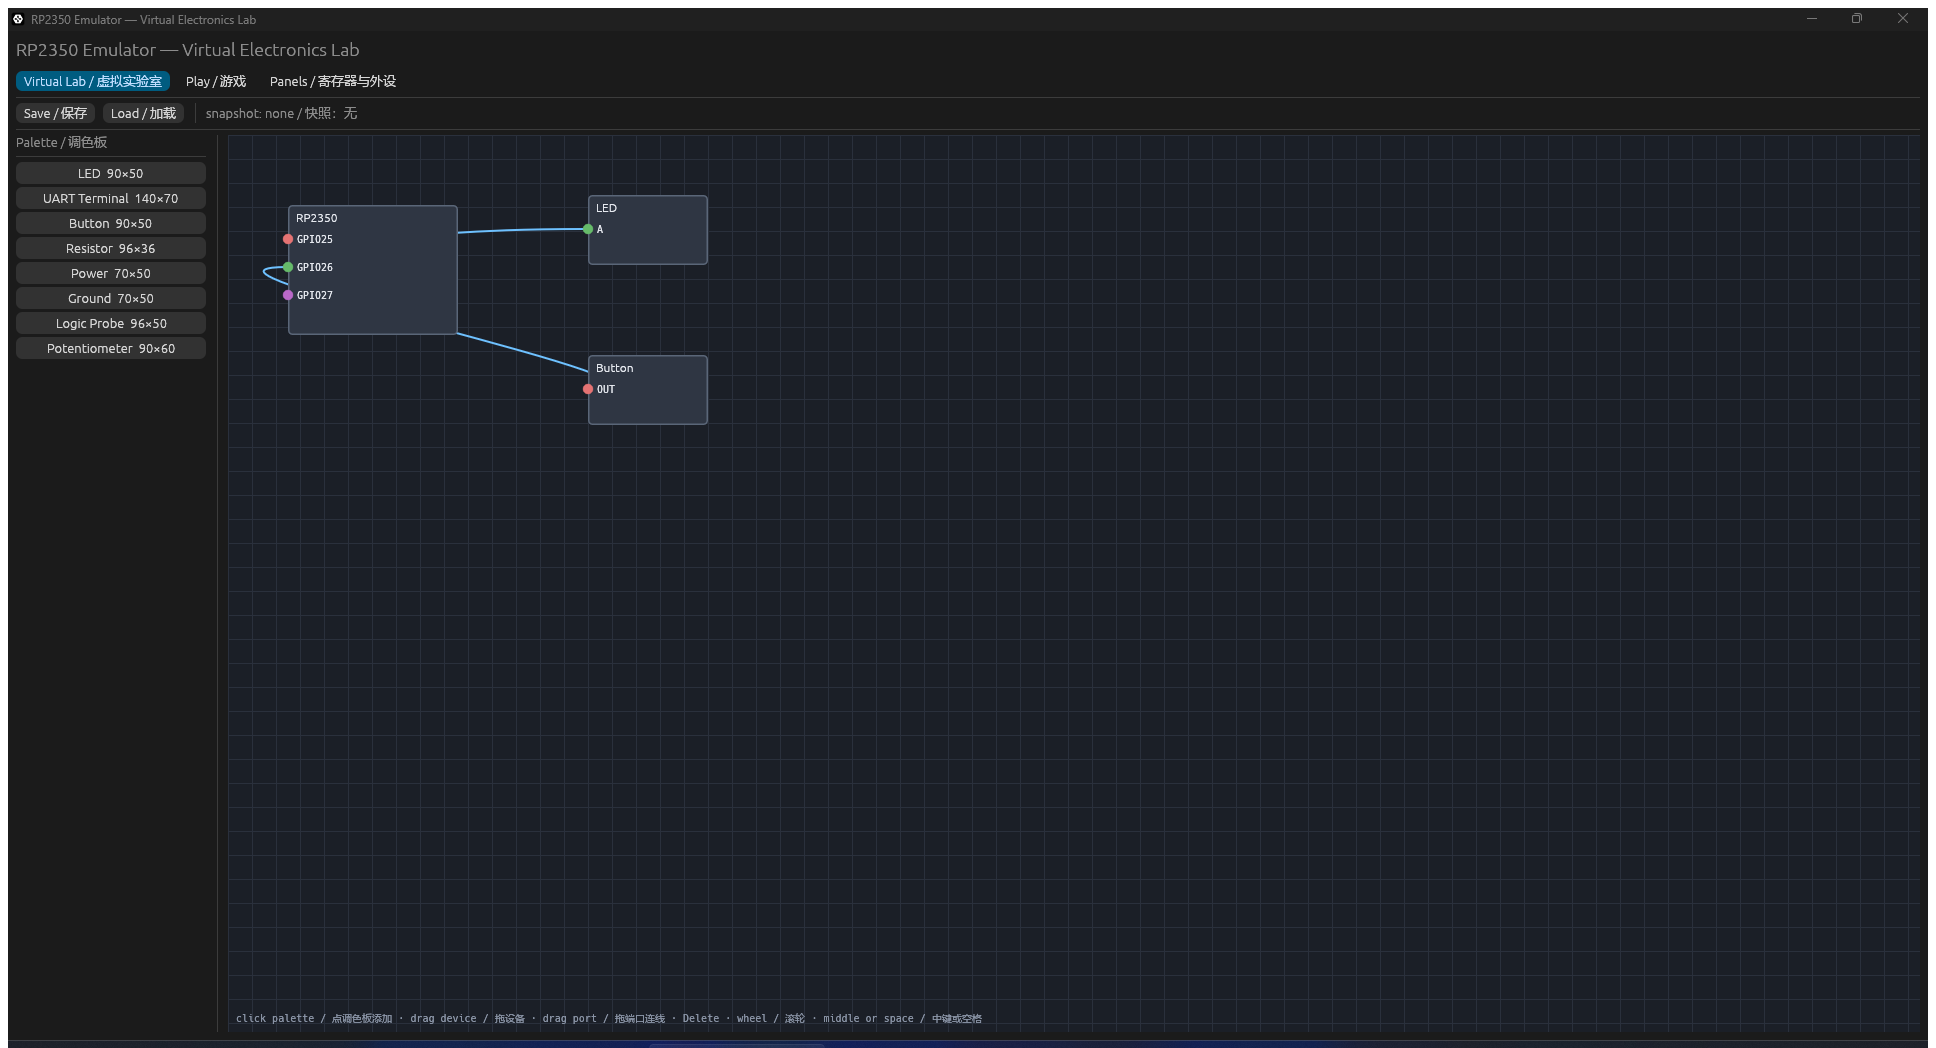 RP2350 Emulator — Virtual Electronics Lab
RP2350 Emulator — Virtual Electronics Lab
Virtual Lab / 虚拟实验室 Play / 游戏 Panels / 寄存器与外设
Save / 保存 Load / 加载 snapshot: none / 快照：无
Palette / 调色板
LED 90×50
UART Terminal 140×70
Button 90×50
Resistor 96×36
Power 70×50
Ground 70×50
Logic Probe 96×50
Potentiometer 90×60
RP2350
GPIO25
GPIO26
GPIO27
LED
A
Button
OUT
click palette / 点调色板添加 · drag device / 拖设备 · drag port / 拖端口连线 · Delete · wheel / 滚轮 · middle or space / 中键或空格